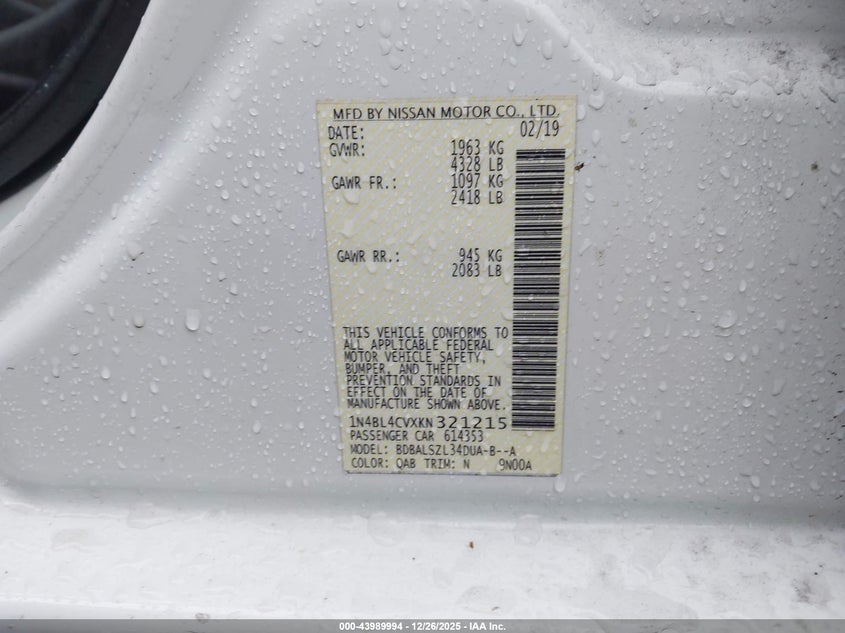 MFD BY NISSAN MOTOR CO., LTD.
DATE: 02/19
GVWR: 1963 KG
4328 LB
GAWR FR.: 1097 KG
2418 LB
GAWR RR.: 945 KG
2083 LB
THIS VEHICLE CONFORMS TO
ALL APPLICABLE FEDERAL
MOTOR VEHICLE SAFETY,
BUMPER, AND THEFT
PREVENTION STANDARDS IN
EFFECT ON THE DATE OF
MANUFACTURE SHOWN ABOVE.
1N4BL4CVXKN321215
PASSENGER CAR 614353
MODEL: BDBALSZL34DUA-B--A
COLOR: QAB TRIM: N 9N00A
000-43989994 • 12/26/2025 • IAA Inc.